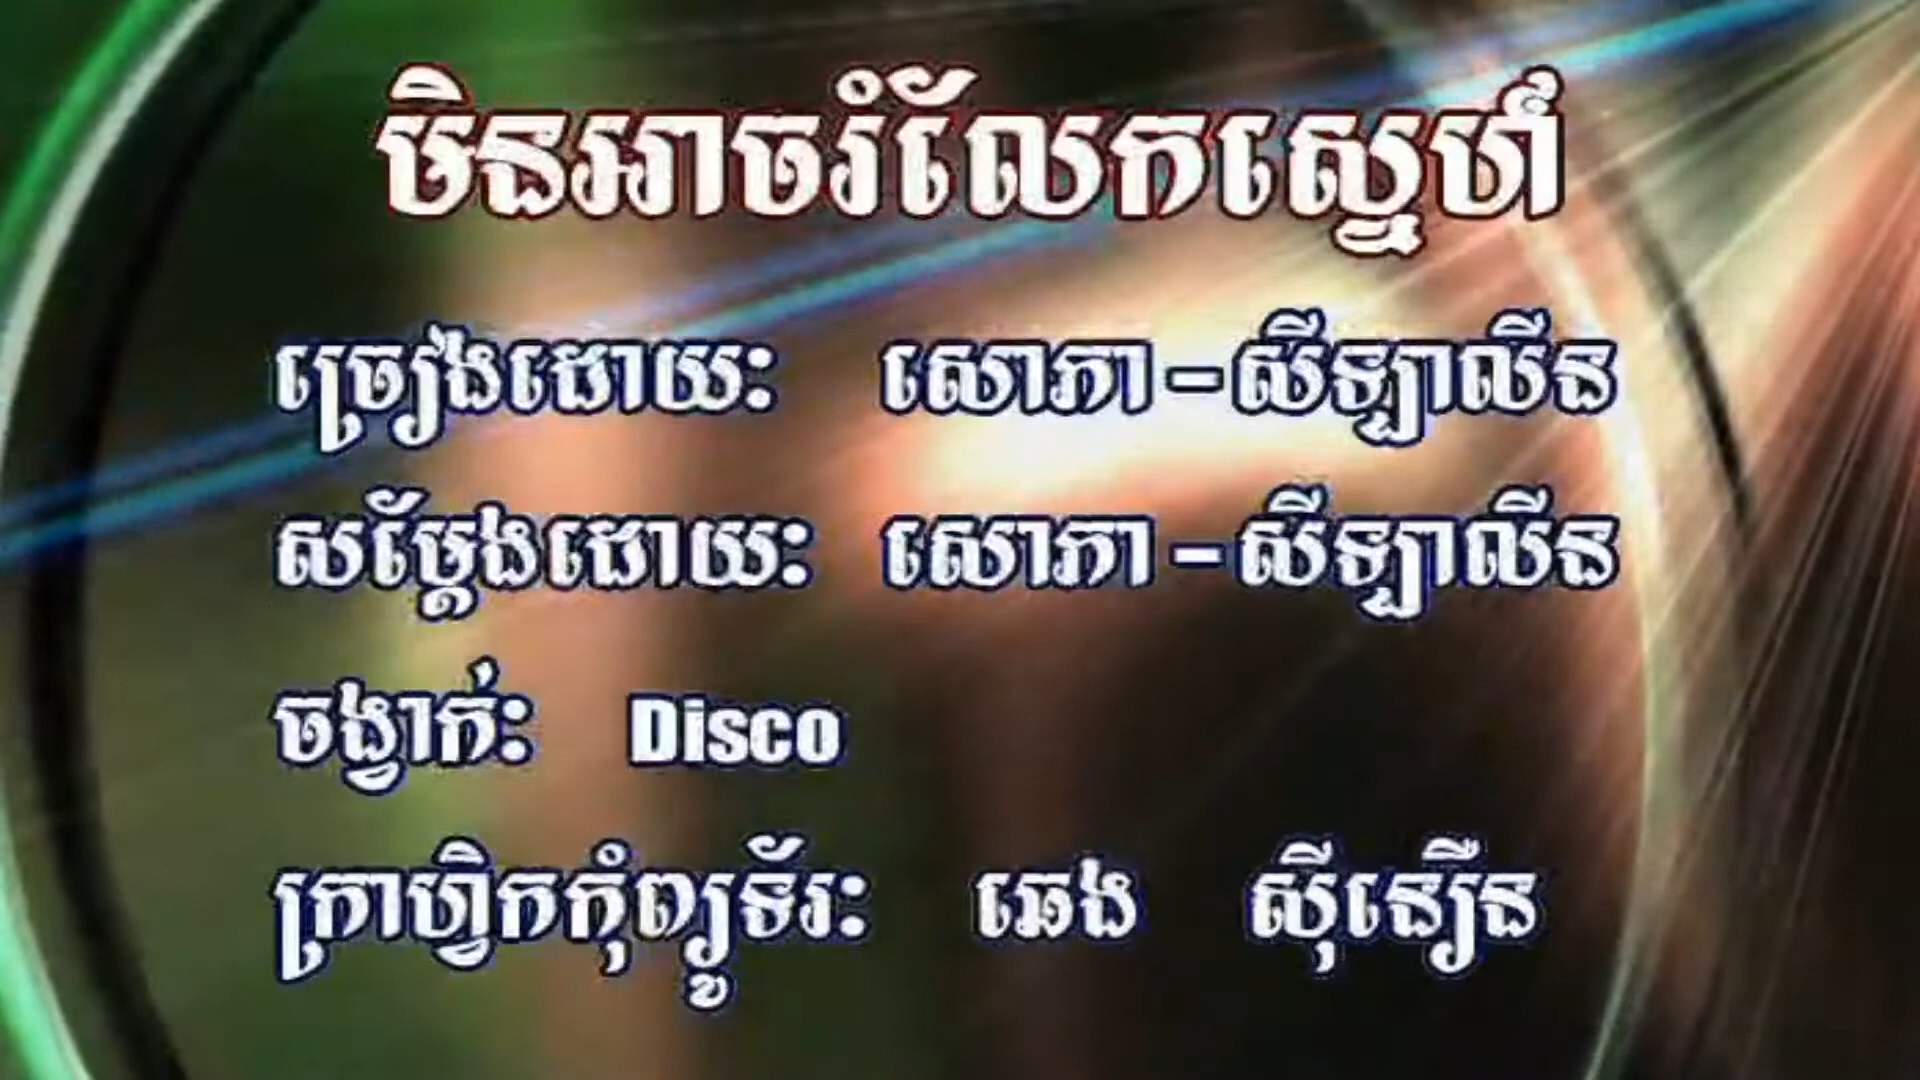 មិនអាចរំលែកស្នេហ៍
ច្រៀងដោយ: សោភា - សីឡាលីន
សម្ដែងដោយ: សោភា - សីឡាលីន
ចង្វាក់: Disco
ក្រាហ្វិកកុំព្យូទ័រ: ឆេង ស៊ីនឿន